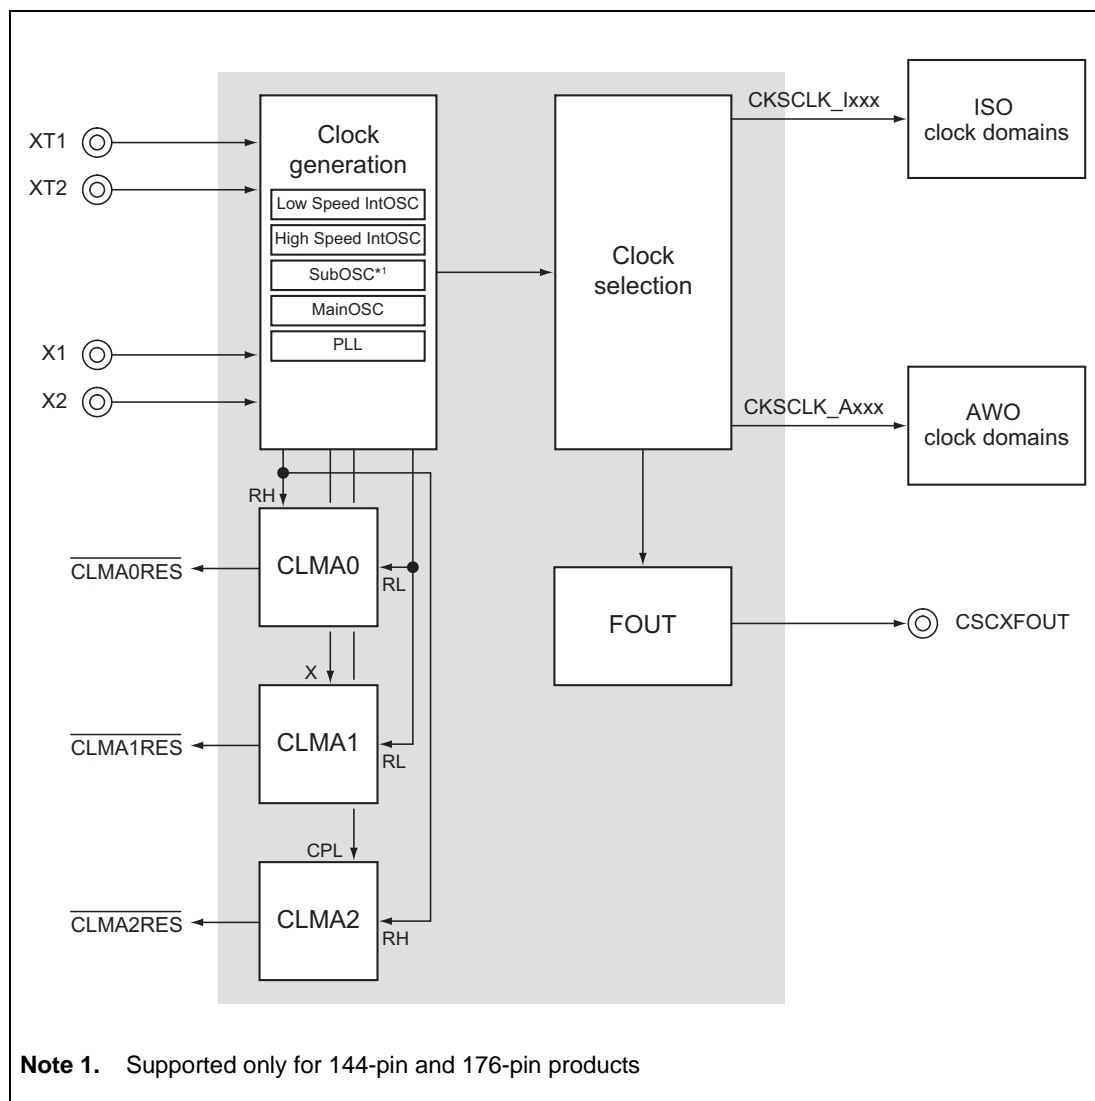 XT1
XT2
X1
X2
Clock
generation
Low Speed IntOSC
High Speed IntOSC
SubOSC*1
MainOSC
PLL
Clock
selection
CKSCLK_Ixxx
ISO
clock domains
CKSCLK_Axxx
AWO
clock domains
RH
CLMA0
RL
CLMA0RES
FOUT
CSCXFOUT
X
CLMA1
RL
CLMA1RES
CPL
CLMA2
RH
CLMA2RES
Note 1. Supported only for 144-pin and 176-pin products